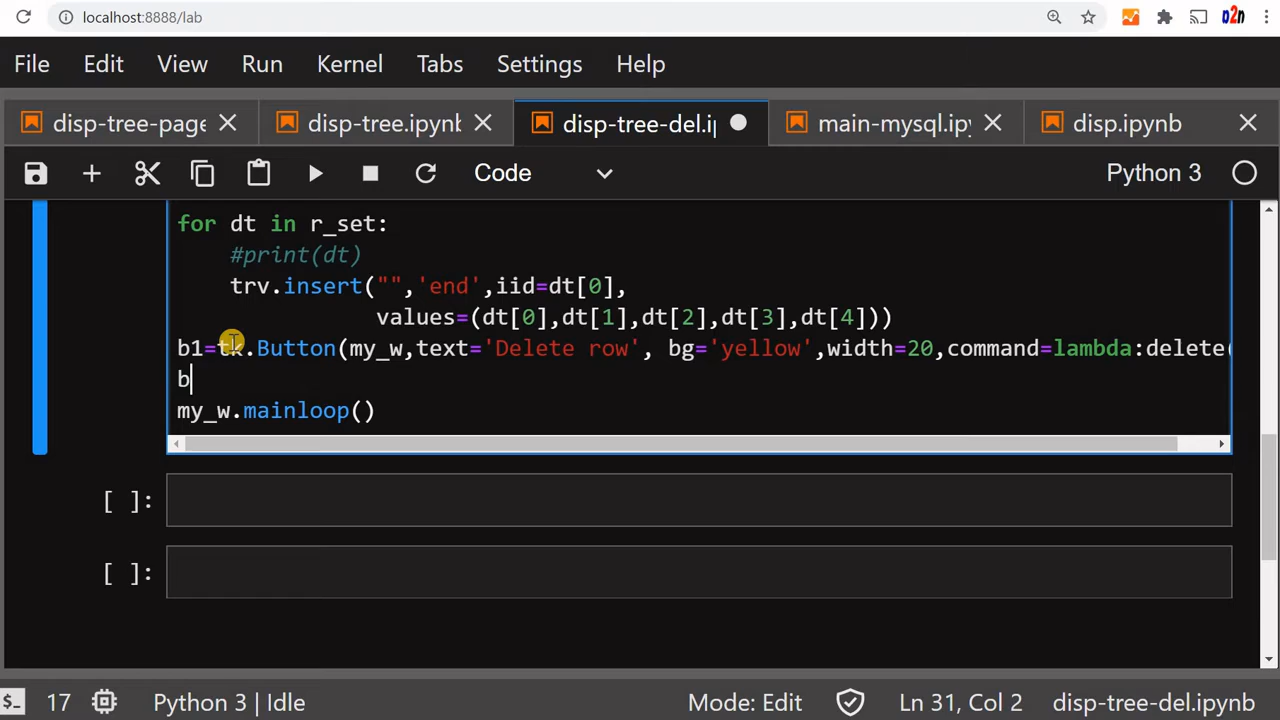 localhost:8888/lab
D2n
File Edit View Run Kernel Tabs Settings Help
disp-tree-page disp-tree.ipynb disp-tree-del.ip main-mysql.ipy disp.ipynb
Code Python 3
for dt in r_set:
#print(dt)
trv.insert("",'end',iid=dt[0],
values=(dt[0],dt[1],dt[2],dt[3],dt[4]))
b1=tk.Button(my_w,text='Delete row', bg='yellow',width=20,command=lambda:delete(
b
my_w.mainloop()
[ ]:
[ ]:
$_ 17 Python 3 | Idle Mode: Edit Ln 31, Col 2 disp-tree-del.ipynb